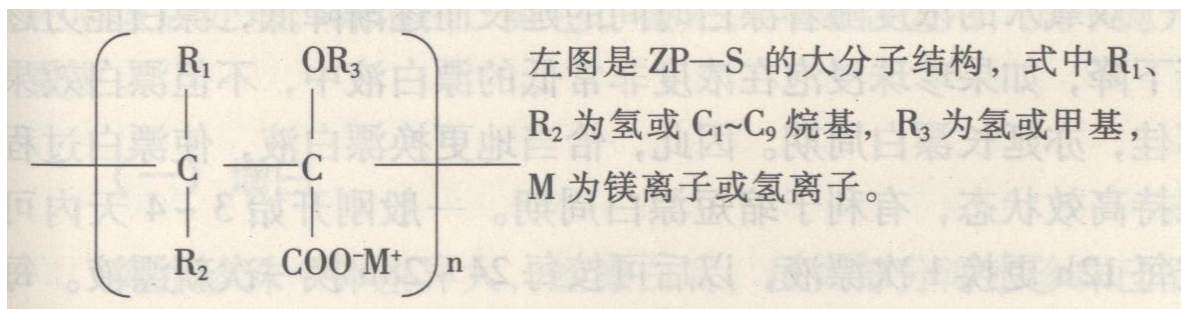 R₁ OR₃
C C
R₂ COO⁻M⁺ n
左图是 ZP—S 的大分子结构，式中 R₁、
R₂ 为氢或 C₁~C₉ 烷基，R₃ 为氢或甲基，
M 为镁离子或氢离子。